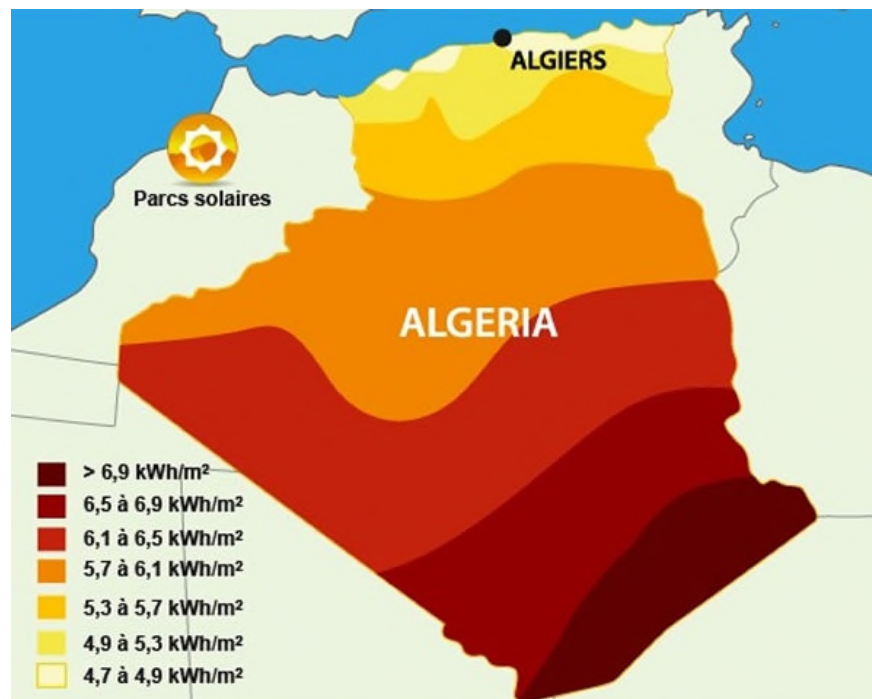 ALGIERS
Parcs solaires
ALGERIA
> 6,9 kWh/m²
6,5 à 6,9 kWh/m²
6,1 à 6,5 kWh/m²
5,7 à 6,1 kWh/m²
5,3 à 5,7 kWh/m²
4,9 à 5,3 kWh/m²
4,7 à 4,9 kWh/m²